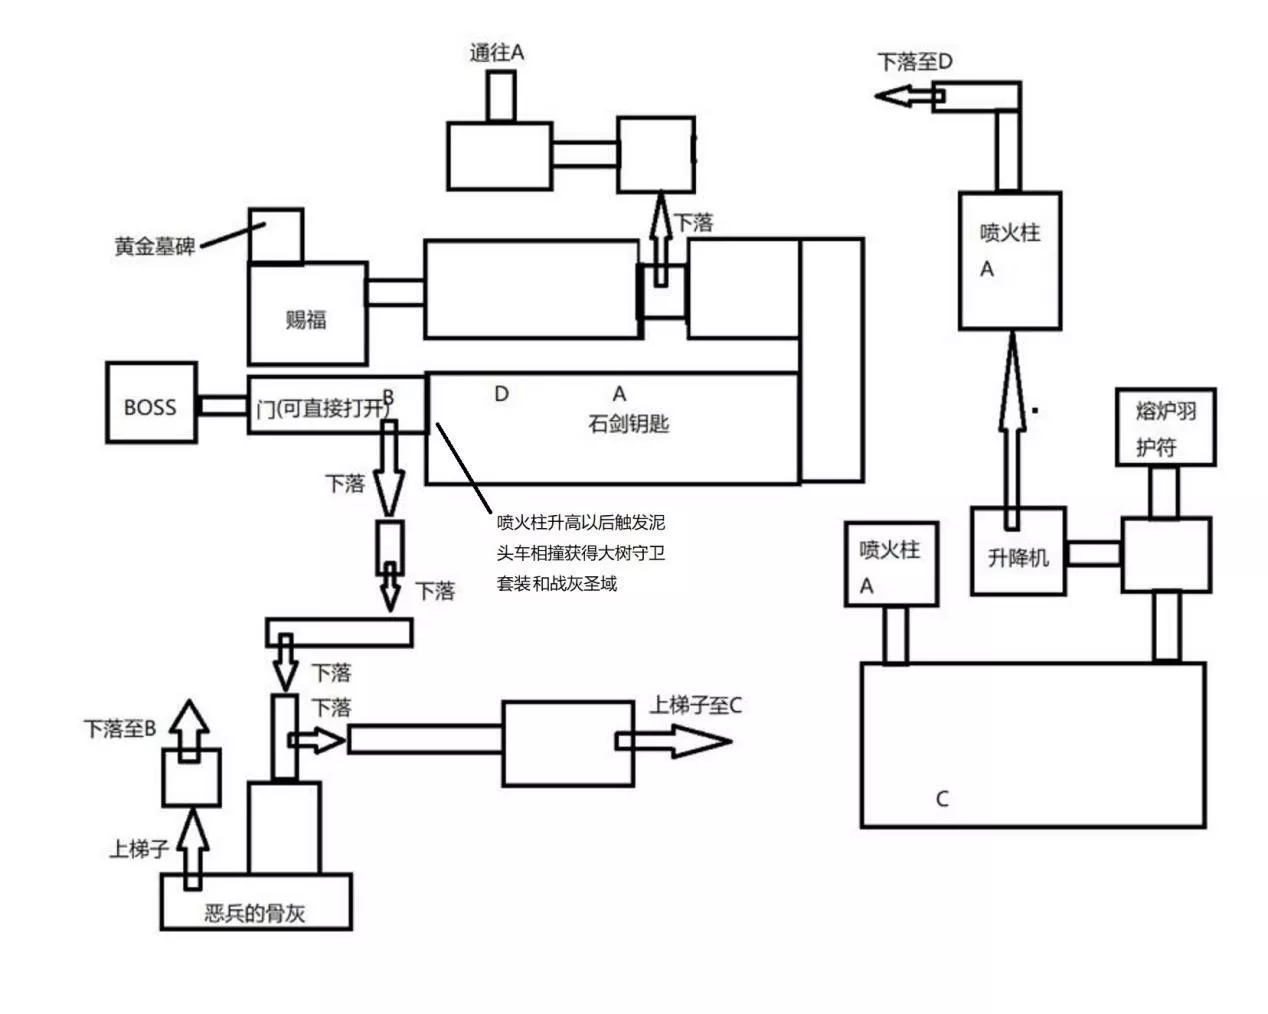 通往A
下落至D
下落
黄金墓碑
喷火柱
A
赐福
BOSS
门(可直接打开)
B
D
A
石剑钥匙
熔炉羽
护符
下落
喷火柱升高以后触发泥
头车相撞获得大树守卫
套装和战灰圣域
喷火柱
A
升降机
下落
下落
下落
上梯子至C
下落至B
C
上梯子
恶兵的骨灰